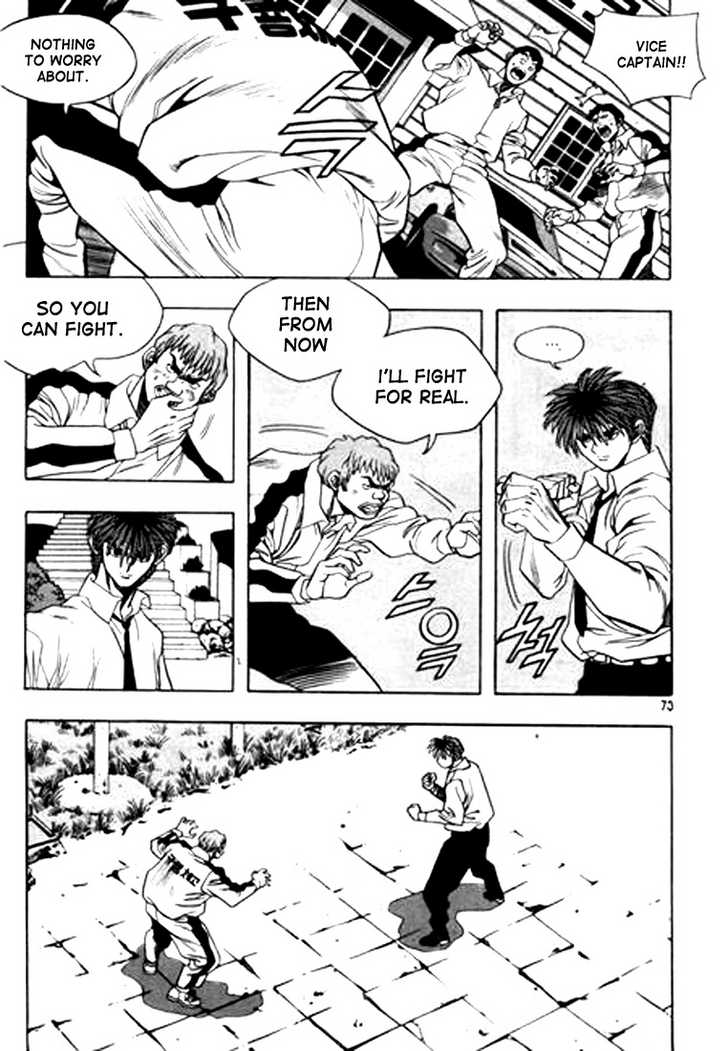 NOTHING
TO WORRY
ABOUT.
VICE
CAPTAIN!!
SO YOU
CAN FIGHT.
THEN
FROM
NOW
I'LL FIGHT
FOR REAL.
...
73